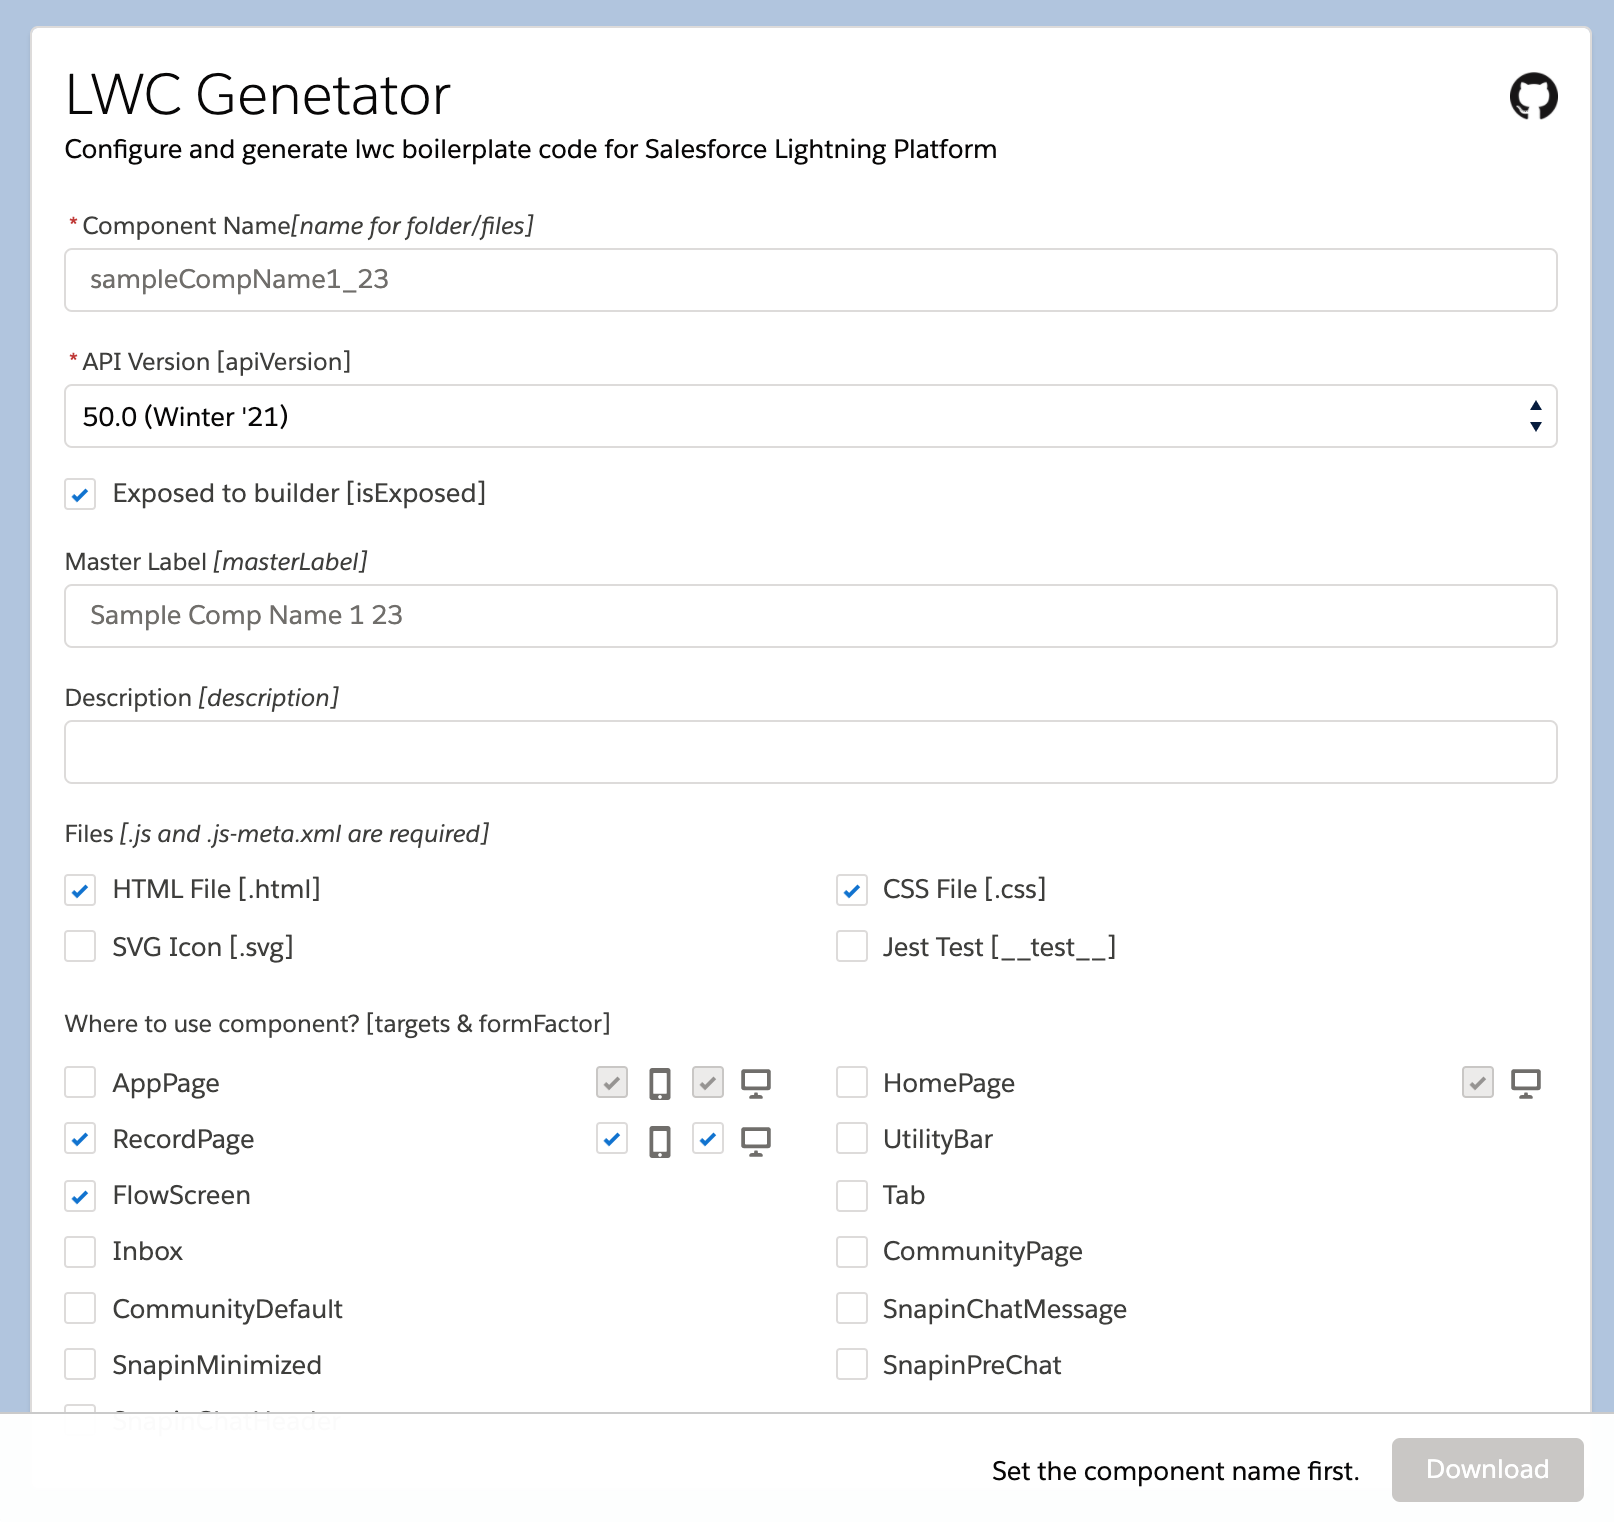 LWC Genetator
Configure and generate lwc boilerplate code for Salesforce Lightning Platform
* Component Name[name for folder/files]
sampleCompName1_23
* API Version [apiVersion]
50.0 (Winter '21)
Exposed to builder [isExposed]
Master Label [masterLabel]
Sample Comp Name 1 23
Description [description]
Files [.js and .js-meta.xml are required]
HTML File [.html]
CSS File [.css]
SVG Icon [.svg]
Jest Test [__test__]
Where to use component? [targets & formFactor]
AppPage
HomePage
RecordPage
UtilityBar
FlowScreen
Tab
Inbox
CommunityPage
CommunityDefault
SnapinChatMessage
SnapinMinimized
SnapinPreChat
SnapinChatHeader
Set the component name first.
Download